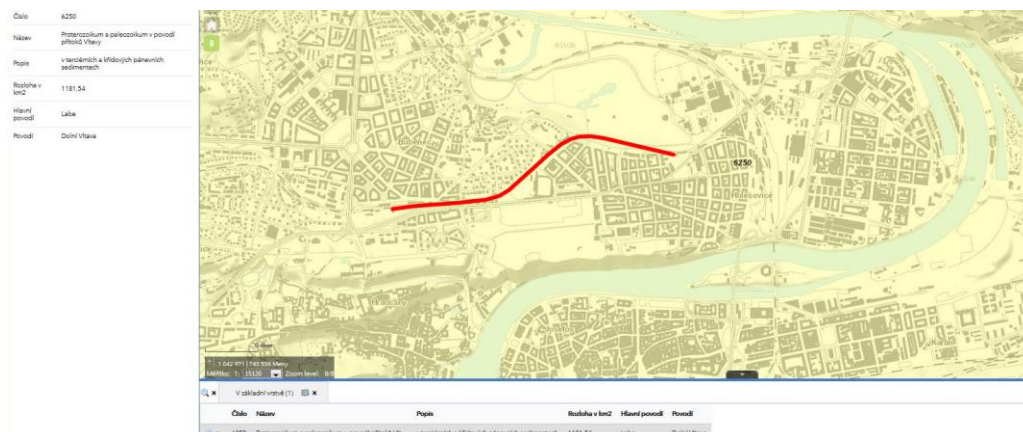 Číslo 6250
Název Proterozoikum a paleozoikum v povodí
přítoků Vltavy
Popis v terciérních a křídových pánevních
sedimentech
Rozloha v
km2 1181,54
Hlavní
povodí Labe
Povodí Dolní Vltava
Bubeneč
6250
Holešovice
Hradčany
Josefov
Karlín
Metry
Měřítko 1: 15120 Zoom level: 8/8
V základní vrstvě (1)
Číslo Název Popis Rozloha v km2 Hlavní povodí Povodí